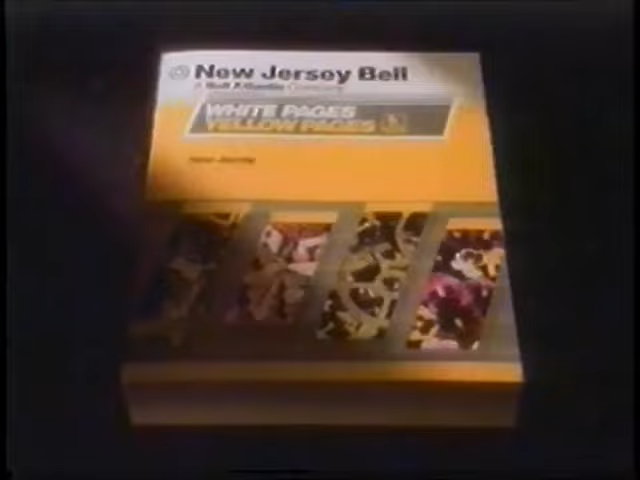 New Jersey Bell
A Bell Atlantic Company
WHITE PAGES
YELLOW PAGES